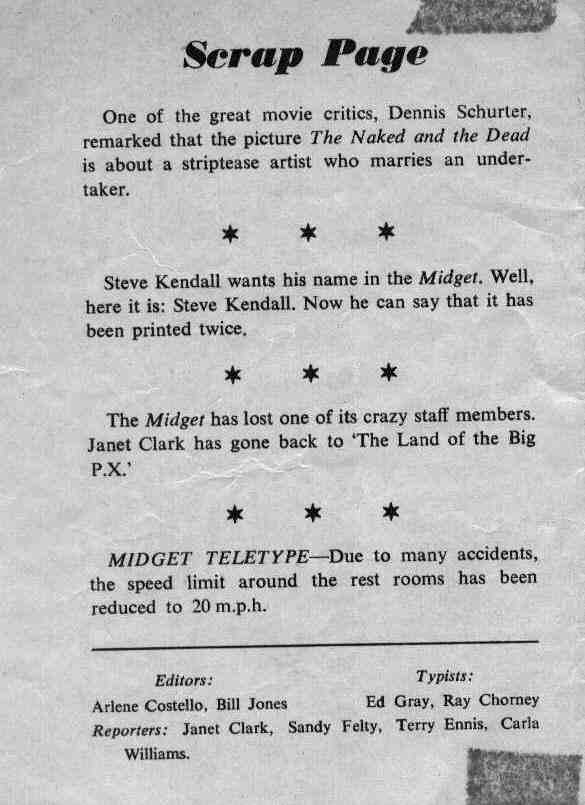 Scrap Page
One of the great movie critics, Dennis Schurter,
remarked that the picture The Naked and the Dead
is about a striptease artist who marries an under-
taker.
* * *
Steve Kendall wants his name in the Midget. Well,
here it is: Steve Kendall. Now he can say that it has
been printed twice.
* * *
The Midget has lost one of its crazy staff members.
Janet Clark has gone back to ‘The Land of the Big
P.X.’
* * *
MIDGET TELETYPE—Due to many accidents,
the speed limit around the rest rooms has been
reduced to 20 m.p.h.
Editors: Typists:
Arlene Costello, Bill Jones Ed Gray, Ray Chorney
Reporters: Janet Clark, Sandy Felty, Terry Ennis, Carla
Williams.